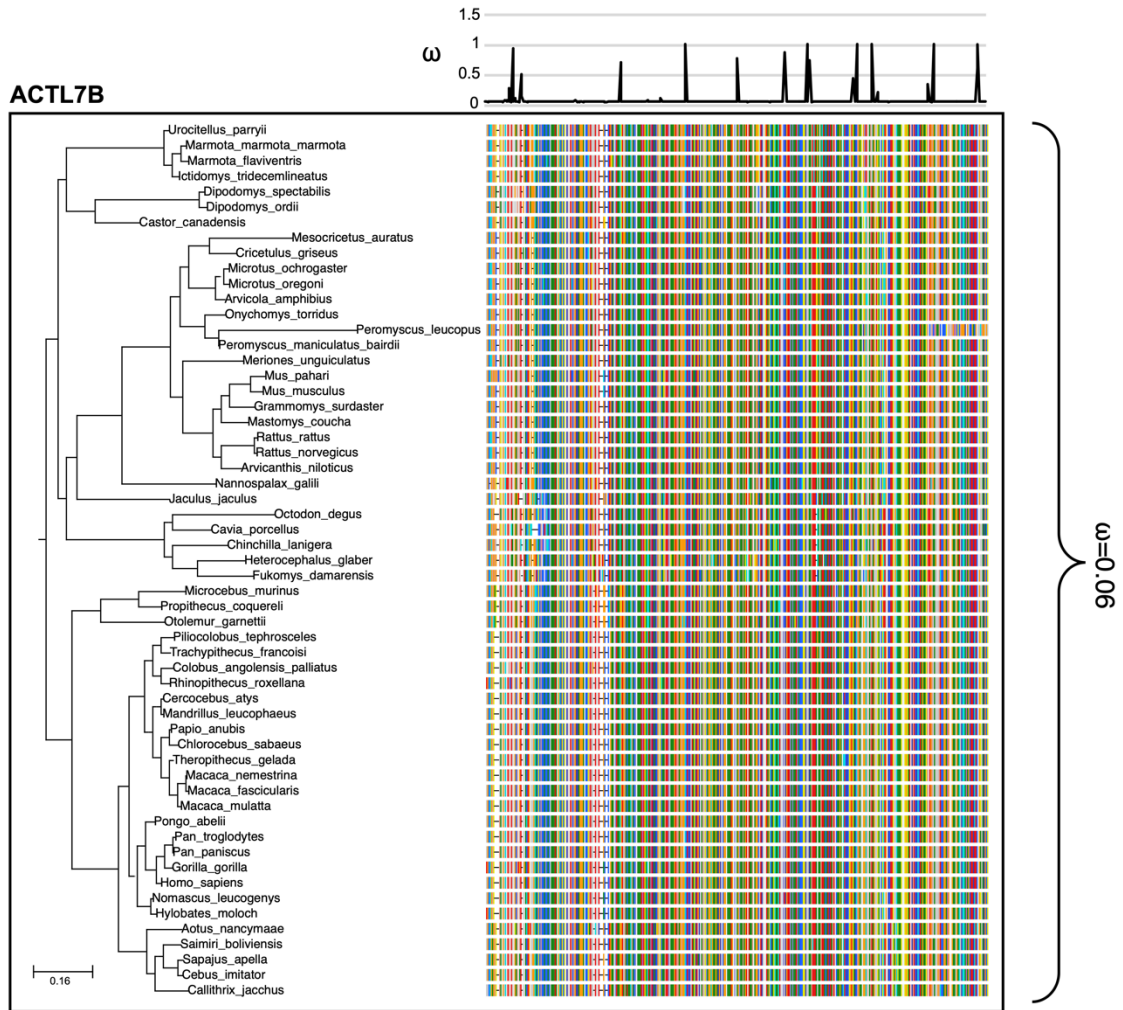 1.5
1
0.5
0
ω
ACTL7B
Urocitellus_parryii
Marmota_marmota_marmota
Marmota_flaviventris
Ictidomys_tridecemlineatus
Dipodomys_spectabilis
Dipodomys_ordii
Castor_canadensis
Mesocricetus_auratus
Cricetulus_griseus
Microtus_ochrogaster
Microtus_oregoni
Arvicola_amphibius
Onychomys_torridus
Peromyscus_leucopus
Peromyscus_maniculatus_bairdii
Meriones_unguiculatus
Mus_pahari
Mus_musculus
Grammomys_surdaster
Mastomys_coucha
Rattus_rattus
Rattus_norvegicus
Arvicanthis_niloticus
Nannospalax_galili
Jaculus_jaculus
Octodon_degus
Cavia_porcellus
Chinchilla_lanigera
Heterocephalus_glaber
Fukomys_damarensis
Microcebus_murinus
Propithecus_coquereli
Otolemur_garnettii
Piliocolobus_tephrosceles
Trachypithecus_francoisi
Colobus_angolensis_palliatus
Rhinopithecus_roxellana
Cercocebus_atys
Mandrillus_leucophaeus
Papio_anubis
Chlorocebus_sabaeus
Theropithecus_gelada
Macaca_nemestrina
Macaca_fascicularis
Macaca_mulatta
Pongo_abelii
Pan_troglodytes
Pan_paniscus
Gorilla_gorilla
Homo_sapiens
Nomascus_leucogenys
Hylobates_moloch
Aotus_nancymaae
Saimiri_boliviensis
Sapajus_apella
Cebus_imitator
Callithrix_jacchus
0.16
ω=0.06